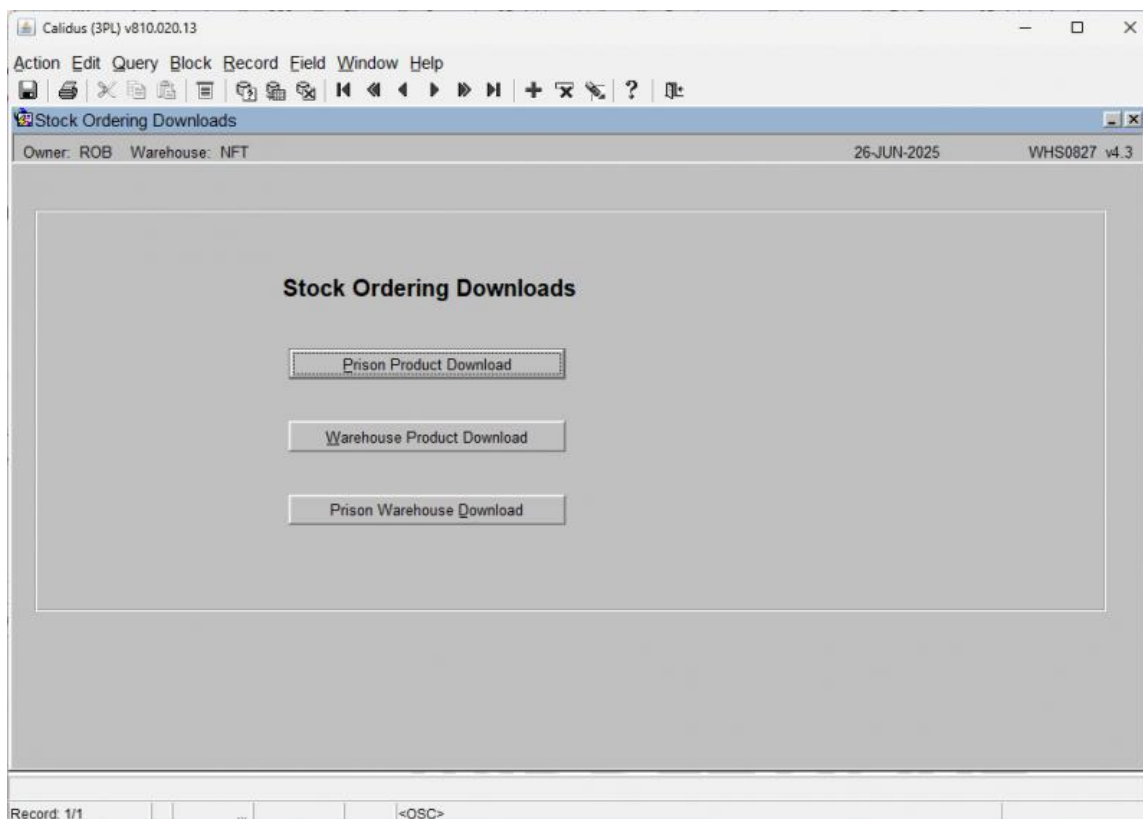 Calidus (3PL) v810.020.13
Action Edit Query Block Record Field Window Help
Stock Ordering Downloads
Owner: ROB Warehouse: NFT 26-JUN-2025 WHS0827 v4.3
Stock Ordering Downloads
Prison Product Download
Warehouse Product Download
Prison Warehouse Download
Record: 1/1 ... <OSC>